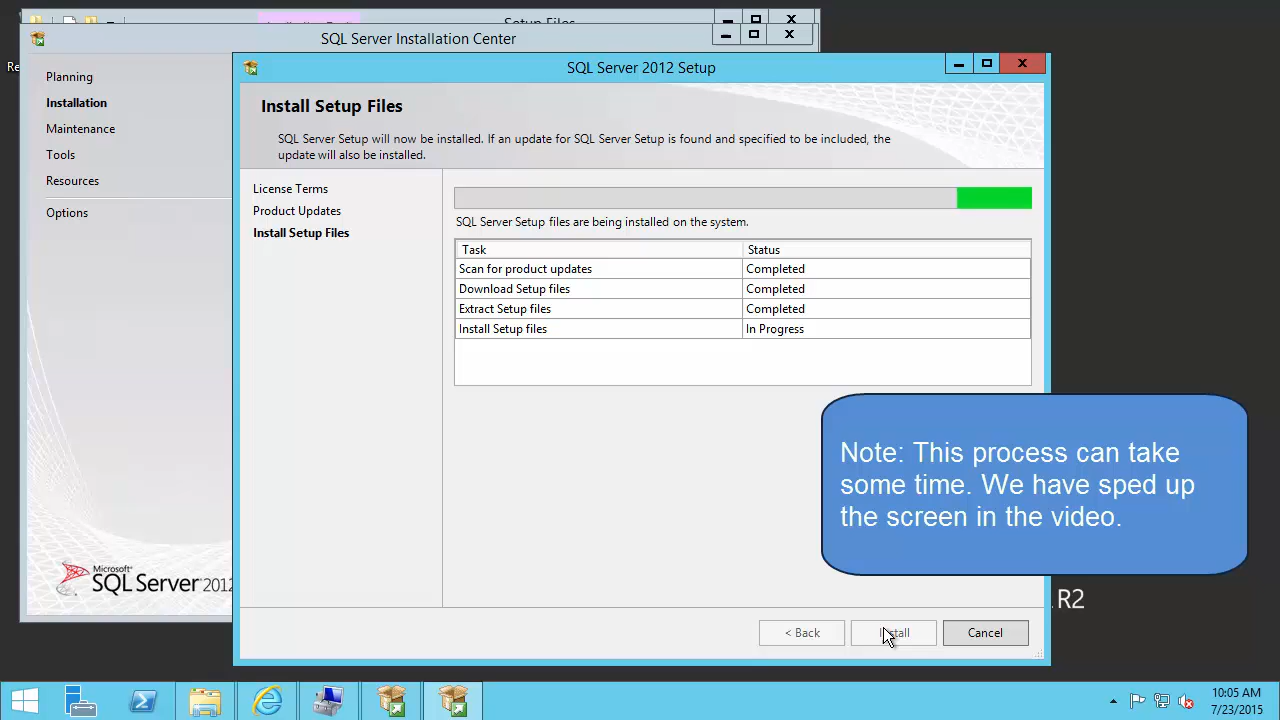 Setup Files
SQL Server Installation Center
Planning
Installation
Maintenance
Tools
Resources
Options
Microsoft®
SQL Server 2012
SQL Server 2012 Setup
Install Setup Files
SQL Server Setup will now be installed. If an update for SQL Server Setup is found and specified to be included, the
update will also be installed.
License Terms
Product Updates
Install Setup Files
SQL Server Setup files are being installed on the system.
Task Status
Scan for product updates Completed
Download Setup files Completed
Extract Setup files Completed
Install Setup files In Progress
Note: This process can take
some time. We have sped up
the screen in the video.
R2
< Back Install Cancel
10:05 AM
7/23/2015